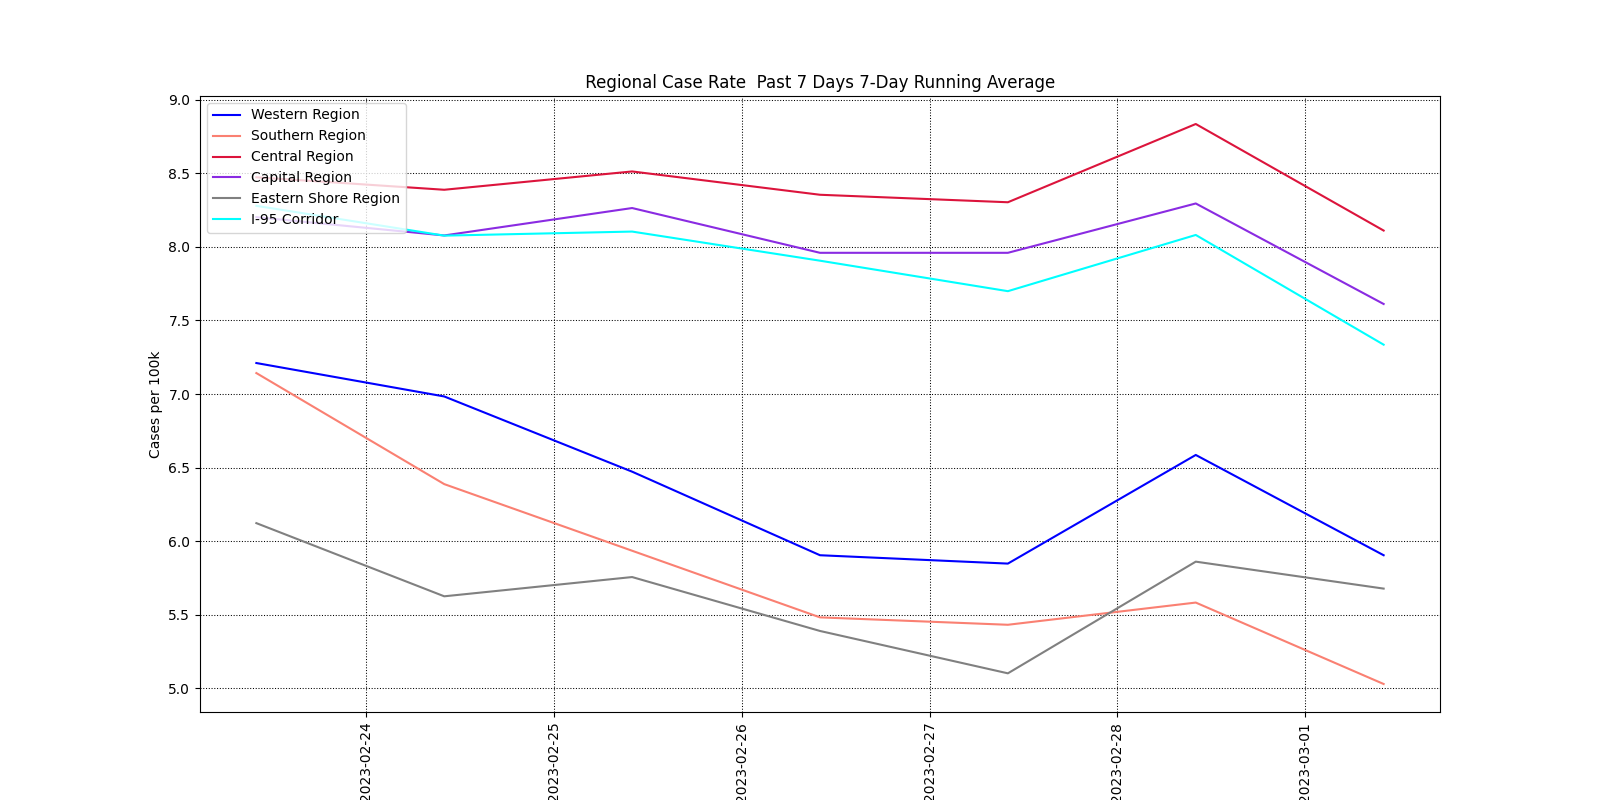 Regional Case Rate  Past 7 Days 7-Day Running Average
Western Region
Southern Region
Central Region
Capital Region
Eastern Shore Region
I-95 Corridor
Cases per 100k
9.0
8.5
8.0
7.5
7.0
6.5
6.0
5.5
5.0
2023-02-24
2023-02-25
2023-02-26
2023-02-27
2023-02-28
2023-03-01